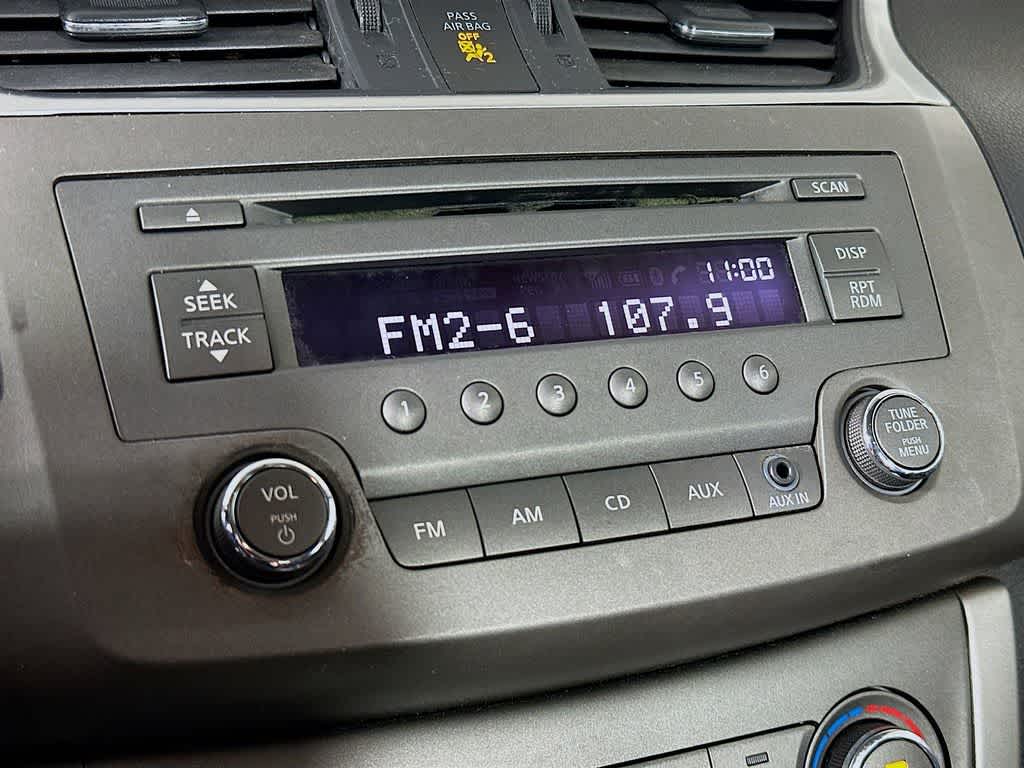 PASS
AIR BAG
OFF
2
SCAN
SEEK
TRACK
11:00
FM2-6 107.9
DISP
RPT
RDM
1 2 3 4 5 6
TUNE
FOLDER
PUSH
MENU
VOL
PUSH
FM
AM
CD
AUX
AUX IN